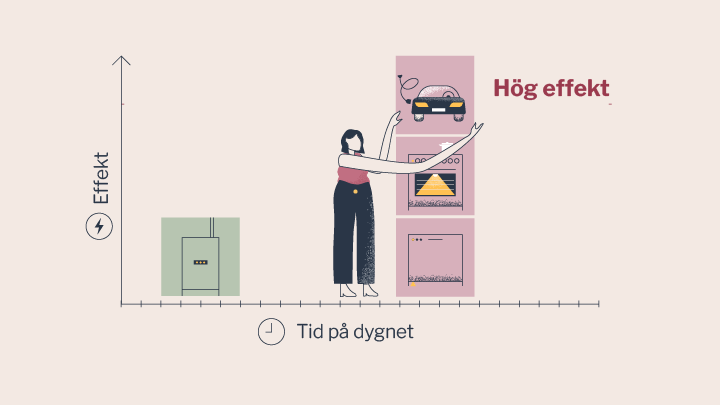 Hög effekt
Effekt
Tid på dygnet